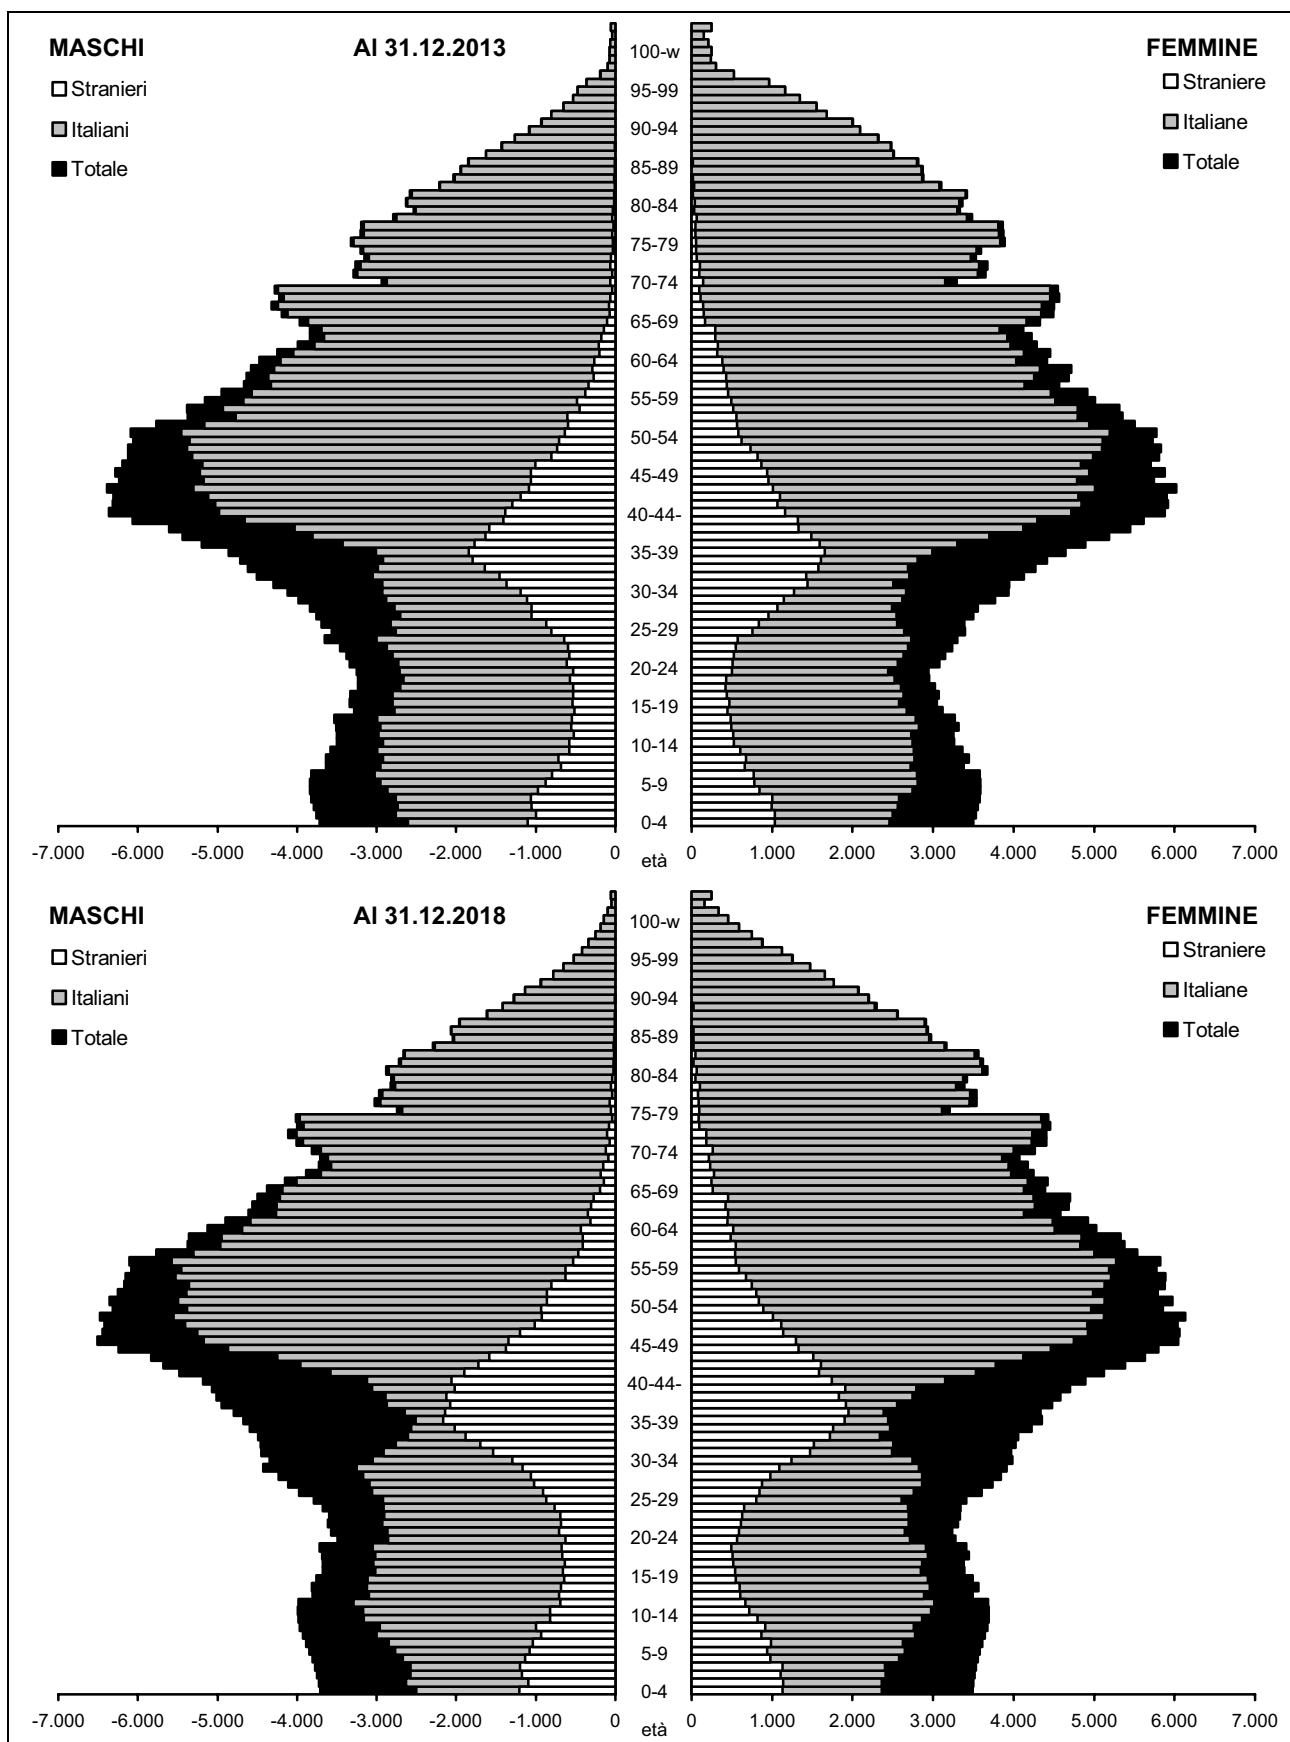 MASCHI Al 31.12.2013 FEMMINE
Stranieri
Italiani
Totale
Straniere
Italiane
Totale
100-w
95-99
90-94
85-89
80-84
75-79
70-74
65-69
60-64
55-59
50-54
45-49
40-44-
35-39
30-34
25-29
20-24
15-19
10-14
5-9
0-4
-7.000 -6.000 -5.000 -4.000 -3.000 -2.000 -1.000 0 età 0 1.000 2.000 3.000 4.000 5.000 6.000 7.000
MASCHI Al 31.12.2018 FEMMINE
Stranieri
Italiani
Totale
Straniere
Italiane
Totale
100-w
95-99
90-94
85-89
80-84
75-79
70-74
65-69
60-64
55-59
50-54
45-49
40-44-
35-39
30-34
25-29
20-24
15-19
10-14
5-9
0-4
-7.000 -6.000 -5.000 -4.000 -3.000 -2.000 -1.000 0 età 0 1.000 2.000 3.000 4.000 5.000 6.000 7.000